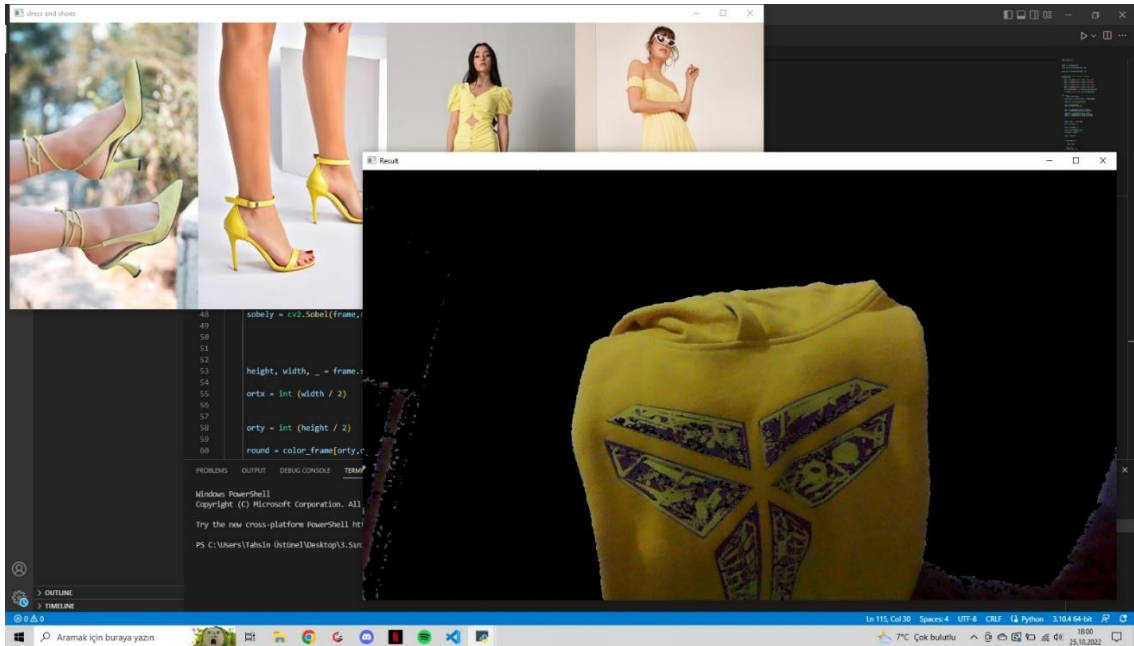 dress and shoes
Result
48 sobely = cv2.Sobel(frame,
49
50
51
52
53 height, width, _ = frame.
54
55 ortx = int (width / 2)
56
57
58 orty = int (height / 2)
59
60 round = color_frame[orty,
PROBLEMS OUTPUT DEBUG CONSOLE TERM
Windows PowerShell
Copyright (C) Microsoft Corporation. All
Try the new cross-platform PowerShell
PS C:\Users\Tahsin Üstünel\Desktop\3.
> OUTLINE
> TIMELINE
0 0
Ln 115, Col 30 Spaces: 4 UTF-8 CRLF Python 3.10.4 64-bit
Aramak için buraya yazın
7°C Çok bulutlu
18:00
25.10.2022